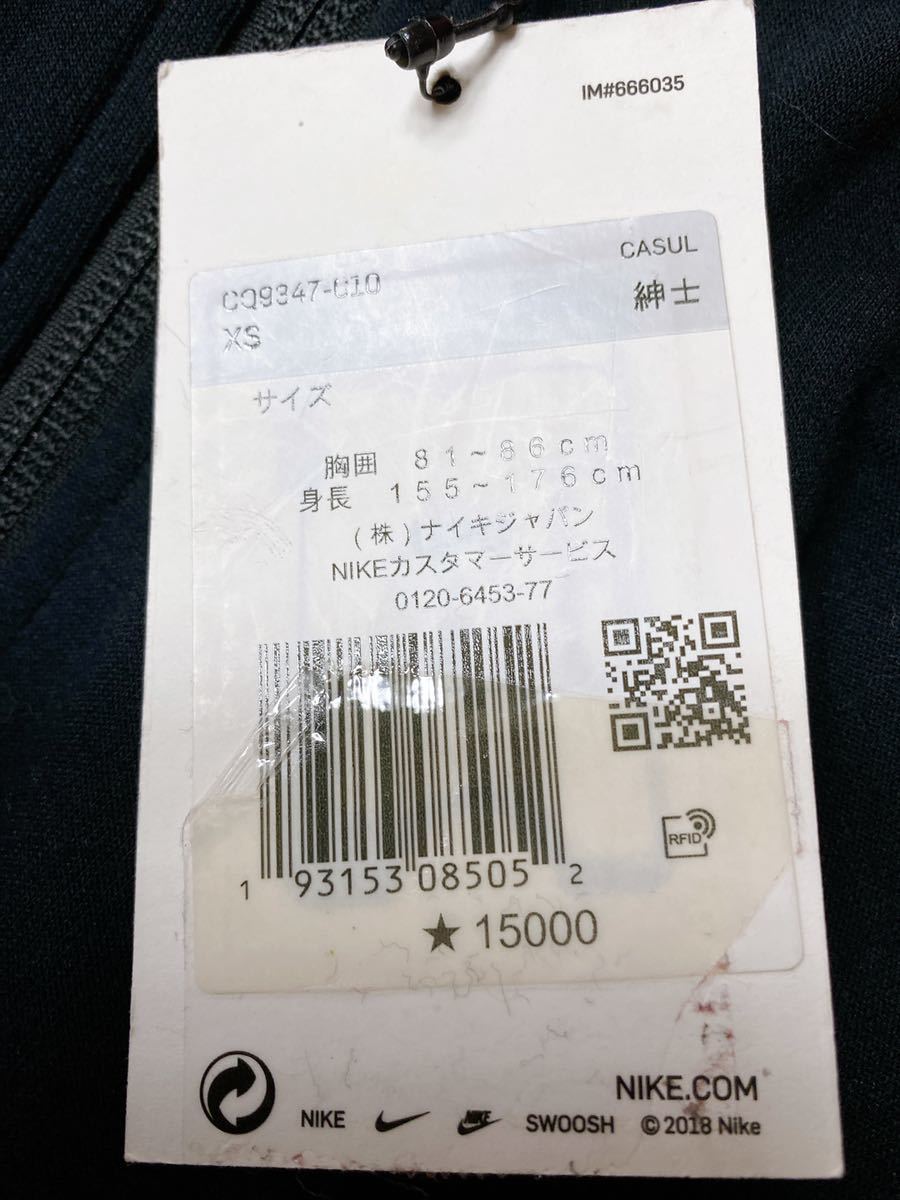 IM#666035
CQ9347-010
CASUL
XS
紳士
サイズ
胸囲 81~86cm
身長 155~176cm
(株)ナイキジャパン
NIKEカスタマーサービス
0120-6453-77
1 93153 08505 2
RFID
★15000
NIKE.COM
NIKE NIKE SWOOSH © 2018 Nike